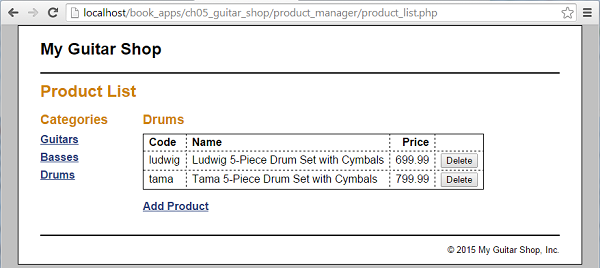 localhost/book_apps/ch05_guitar_shop/product_manager/product_list.php
My Guitar Shop
Product List
Categories
Guitars
Basses
Drums
Drums
Code Name Price
ludwig Ludwig 5-Piece Drum Set with Cymbals 699.99 Delete
tama Tama 5-Piece Drum Set with Cymbals 799.99 Delete
Add Product
© 2015 My Guitar Shop, Inc.